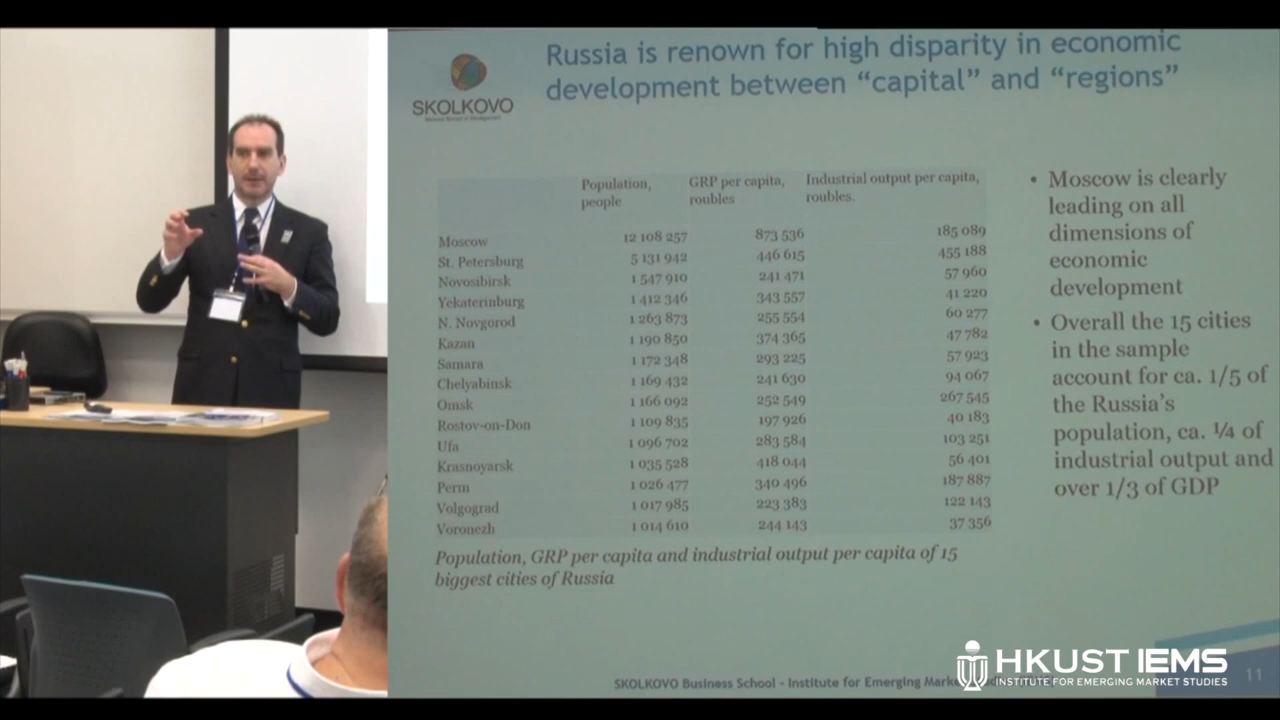 Russia is renown for high disparity in economic
development between “capital” and “regions”
SKOLKOVO
Population, people GRP per capita, roubles Industrial output per capita, roubles.
Moscow 12 108 257 873 536 185 089
St. Petersburg 5 131 942 446 615 455 188
Novosibirsk 1 547 910 241 471 57 960
Yekaterinburg 1 412 346 343 557 41 220
N. Novgorod 1 263 873 255 554 60 277
Kazan 1 190 850 374 365 47 782
Samara 1 172 348 293 225 57 923
Chelyabinsk 1 169 432 241 630 94 067
Omsk 1 166 092 252 549 267 545
Rostov-on-Don 1 109 835 197 926 40 183
Ufa 1 096 702 283 584 103 251
Krasnoyarsk 1 035 528 418 044 56 401
Perm 1 026 477 340 496 187 887
Volgograd 1 017 985 223 383 122 143
Voronezh 1 014 610 244 143 37 356
Population, GRP per capita and industrial output per capita of 15
biggest cities of Russia
• Moscow is clearly
leading on all
dimensions of
economic
development
• Overall the 15 cities
in the sample
account for ca. 1/5 of
the Russia’s
population, ca. ¼ of
industrial output and
over 1/3 of GDP
SKOLKOVO Business School - Institute for Emerging
11
HKUST IEMS
INSTITUTE FOR EMERGING MARKET STUDIES